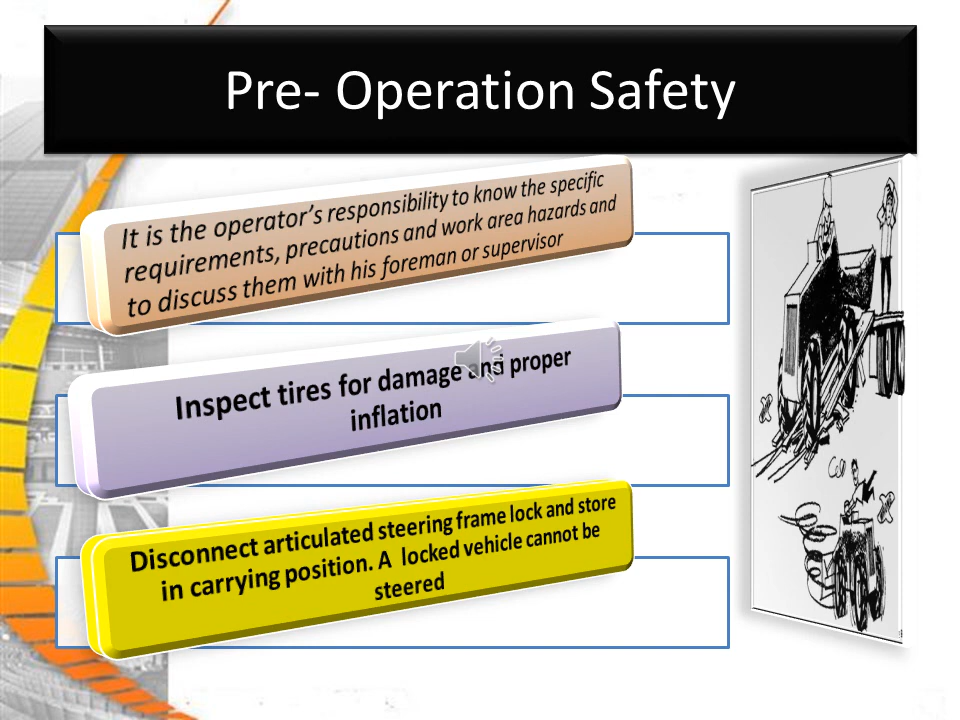 Pre- Operation Safety
It is the operator’s responsibility to know the specific
requirements, precautions and work area hazards and
to discuss them with his foreman or supervisor
Inspect tires for damage and proper
inflation
Disconnect articulated steering frame lock and store
in carrying position. A  locked vehicle cannot be
steered